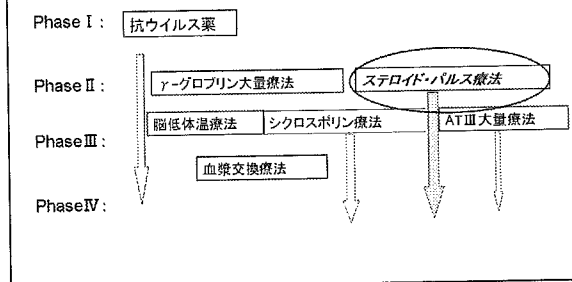 Phase Ⅰ： 抗ウイルス薬
Phase Ⅱ： γ-グロブリン大量療法 ステロイド・パルス療法
脳低体温療法 シクロスポリン療法 ATⅢ大量療法
PhaseⅢ：
血漿交換療法
PhaseⅣ：